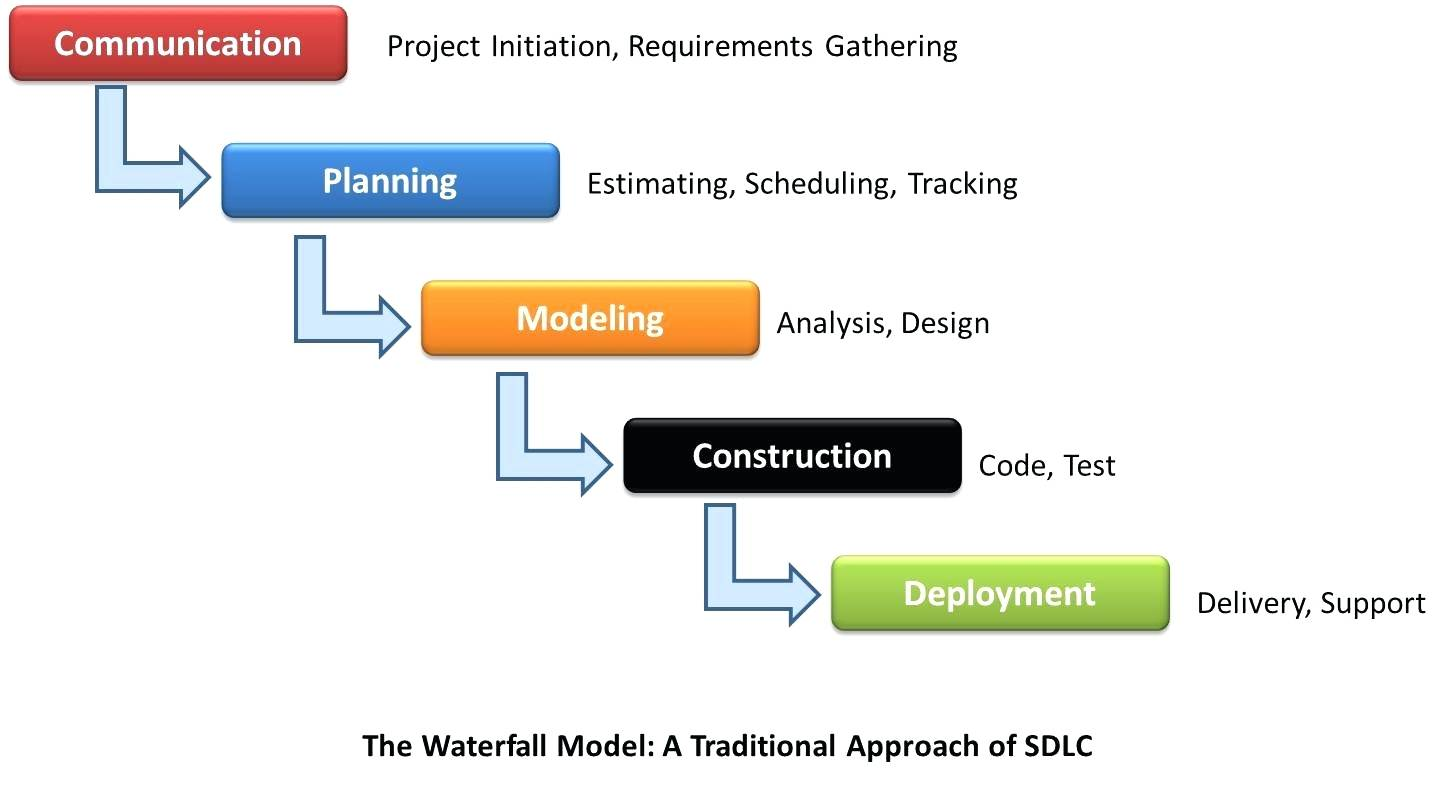 Communication
Project Initiation, Requirements Gathering
Planning
Estimating, Scheduling, Tracking
Modeling
Analysis, Design
Construction
Code, Test
Deployment
Delivery, Support
The Waterfall Model: A Traditional Approach of SDLC